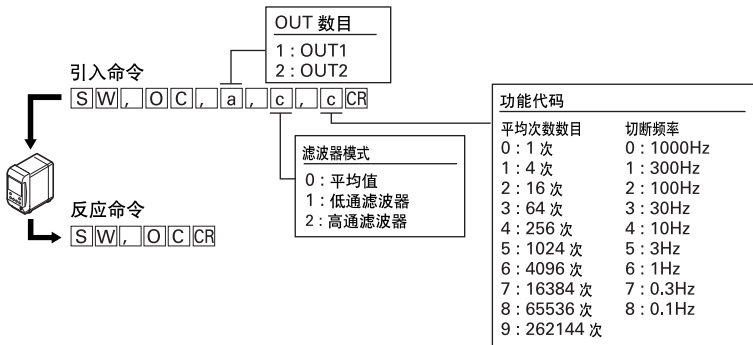 OUT 数目
1 : OUT1
2 : OUT2
引入命令
SW,OC,a,c,cCR
滤波器模式
0 : 平均值
1 : 低通滤波器
2 : 高通滤波器
反应命令
SW,OCCR
功能代码
平均次数数目 切断频率
0 : 1 次 0 : 1000Hz
1 : 4 次 1 : 300Hz
2 : 16 次 2 : 100Hz
3 : 64 次 3 : 30Hz
4 : 256 次 4 : 10Hz
5 : 1024 次 5 : 3Hz
6 : 4096 次 6 : 1Hz
7 : 16384 次 7 : 0.3Hz
8 : 65536 次 8 : 0.1Hz
9 : 262144 次